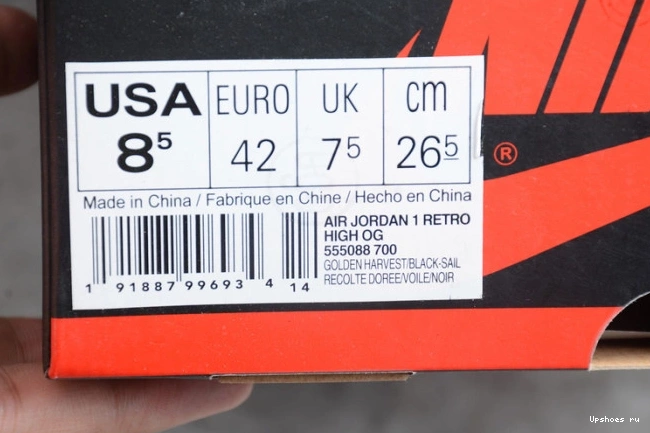 USA EURO UK cm
8⁵ 42 7⁵ 26⁵
®
Made in China / Fabrique en Chine / Hecho en China
AIR JORDAN 1 RETRO
HIGH OG
555088 700
GOLDEN HARVEST/BLACK-SAIL
RECOLTE DOREE/VOILE/NOIR
1 91887 99693 4 14
Upshoes ru